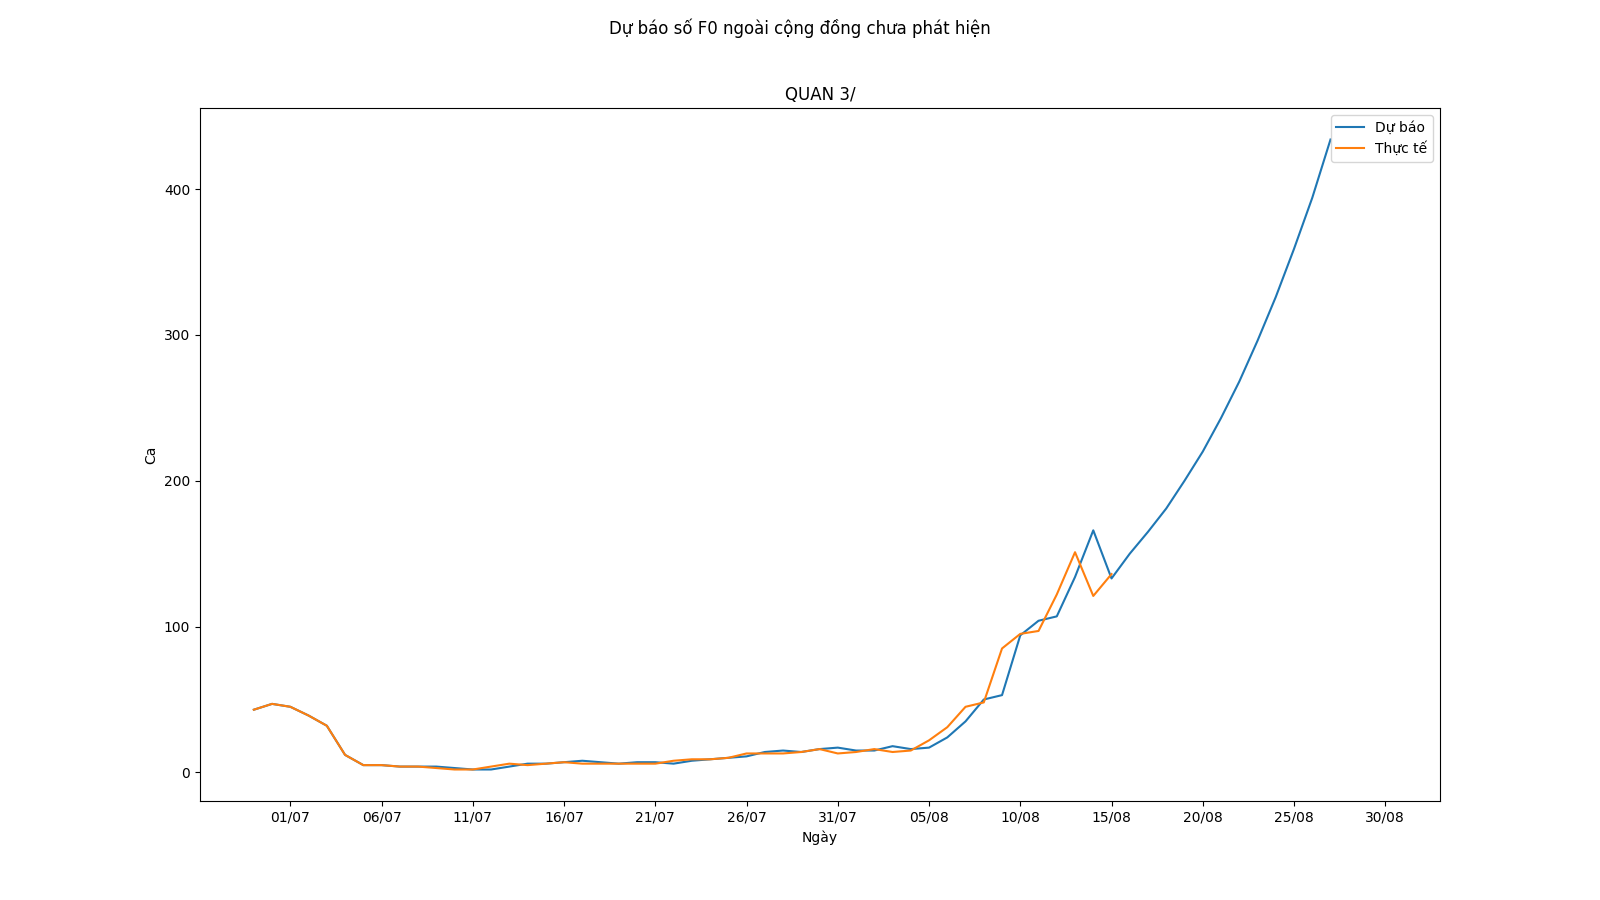 Dự báo số F0 ngoài cộng đồng chưa phát hiện
QUAN 3/
Dự báo
Thực tế
400
300
200
100
0
Ca
01/07 06/07 11/07 16/07 21/07 26/07 31/07 05/08 10/08 15/08 20/08 25/08 30/08
Ngày